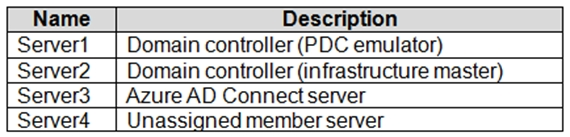 Name Description
Server1 Domain controller (PDC emulator)
Server2 Domain controller (infrastructure master)
Server3 Azure AD Connect server
Server4 Unassigned member server